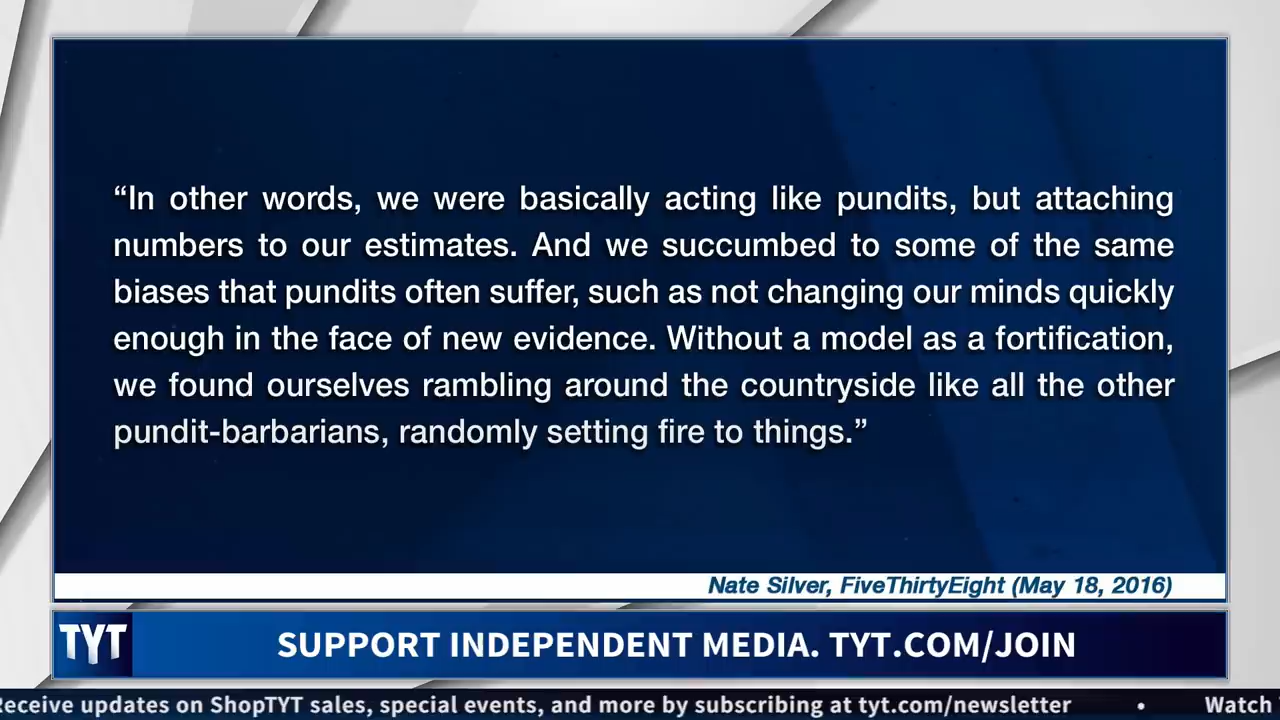 “In other words, we were basically acting like pundits, but attaching
numbers to our estimates. And we succumbed to some of the same
biases that pundits often suffer, such as not changing our minds quickly
enough in the face of new evidence. Without a model as a fortification,
we found ourselves rambling around the countryside like all the other
pundit-barbarians, randomly setting fire to things.”
Nate Silver, FiveThirtyEight (May 18, 2016)
TYT
SUPPORT INDEPENDENT MEDIA. TYT.COM/JOIN
Receive updates on ShopTYT sales, special events, and more by subscribing at tyt.com/newsletter • Watch